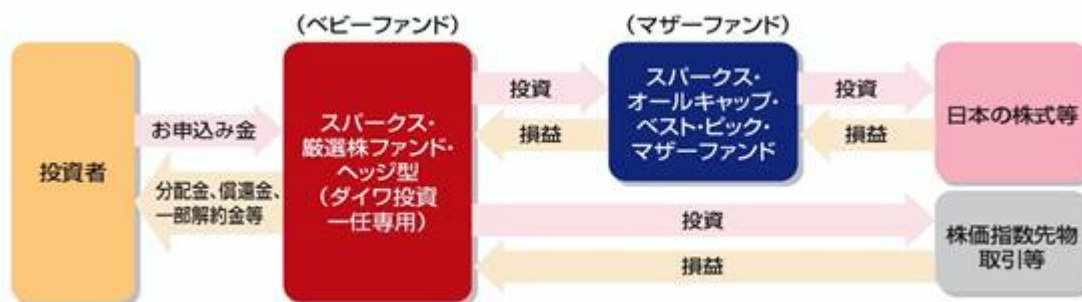 （ベビーファンド）
（マザーファンド）
投資者
お申込み金
分配金、償還金、
一部解約金等
スパークス・
厳選株ファンド・
ヘッジ型
（ダイワ投資
一任専用）
投資
損益
スパークス・
オールキャップ・
ベスト・ピック・
マザーファンド
投資
損益
日本の株式等
投資
損益
株価指数先物
取引等